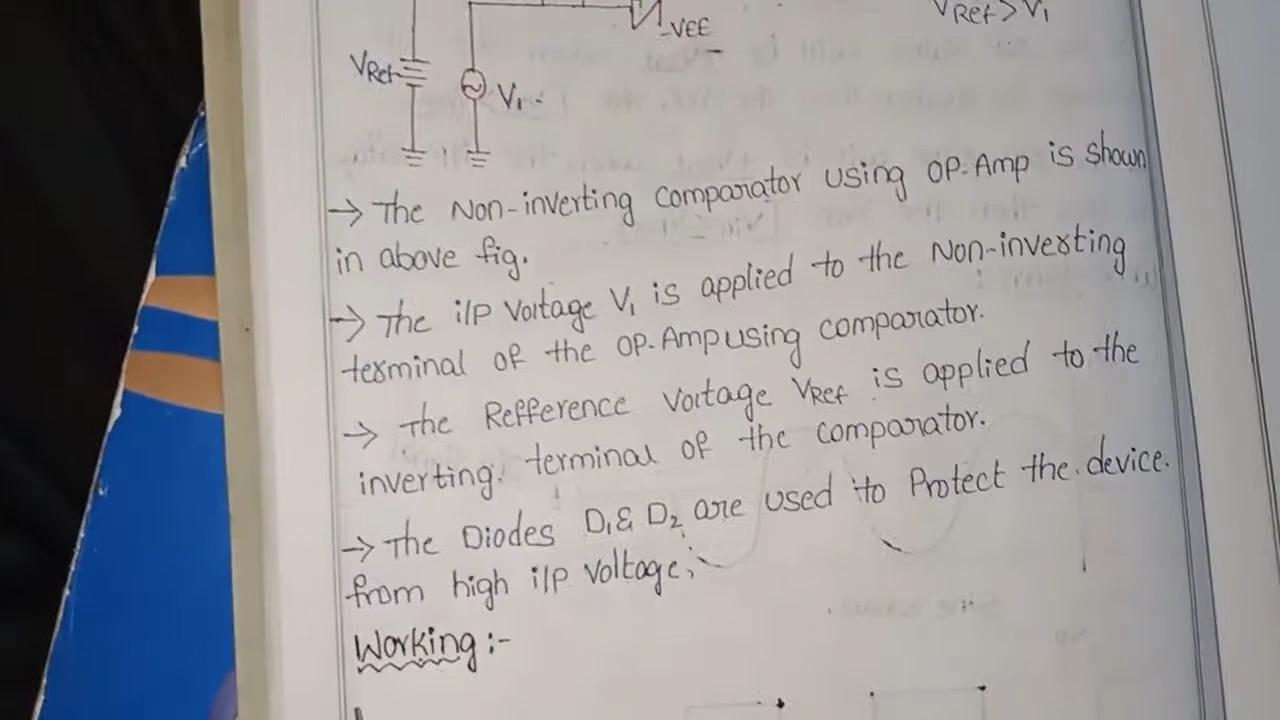 VRef>V1
-VEE
VRef
V1
→ The Non-inverting comparator using OP-Amp is shown
in above fig.
→ The i/p Voltage V1 is applied to the Non-inverting
terminal of the OP-Amp using comparator.
→ The Refference Voltage VRef is applied to the
inverting terminal of the comparator.
→ The Diodes D1 & D2 are used to Protect the device.
from high i/p Voltage.
Working :-